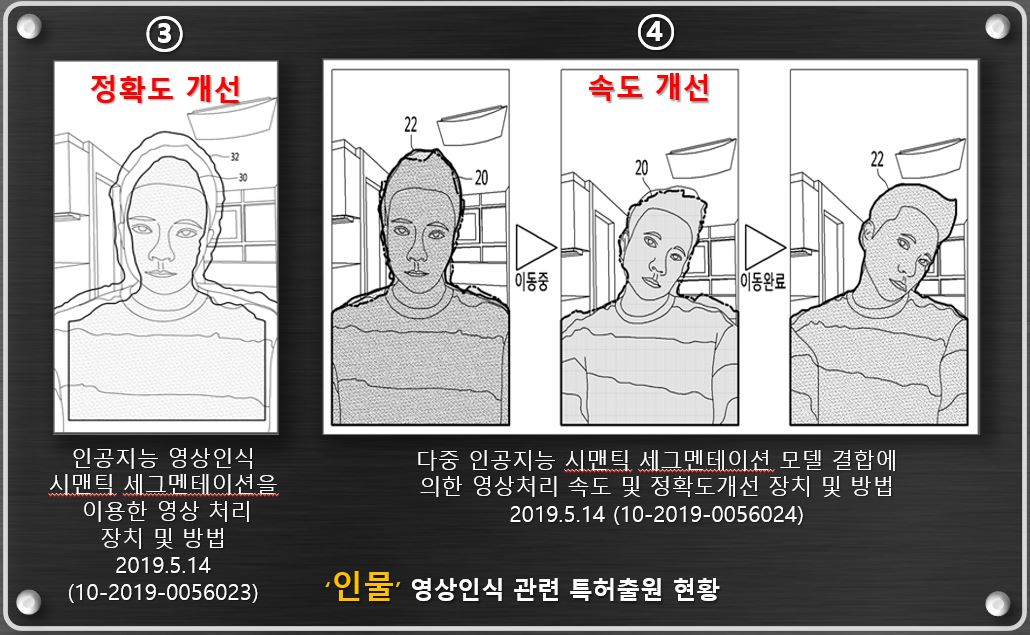 ③
정확도 개선
32
30
인공지능 영상인식
시맨틱 세그멘테이션을
이용한 영상 처리
장치 및 방법
2019.5.14
(10-2019-0056023)
④
속도 개선
22
20
이동중
20
이동완료
22
다중 인공지능 시맨틱 세그멘테이션 모델 결합에
의한 영상처리 속도 및 정확도개선 장치 및 방법
2019.5.14 (10-2019-0056024)
‘인물’ 영상인식 관련 특허출원 현황